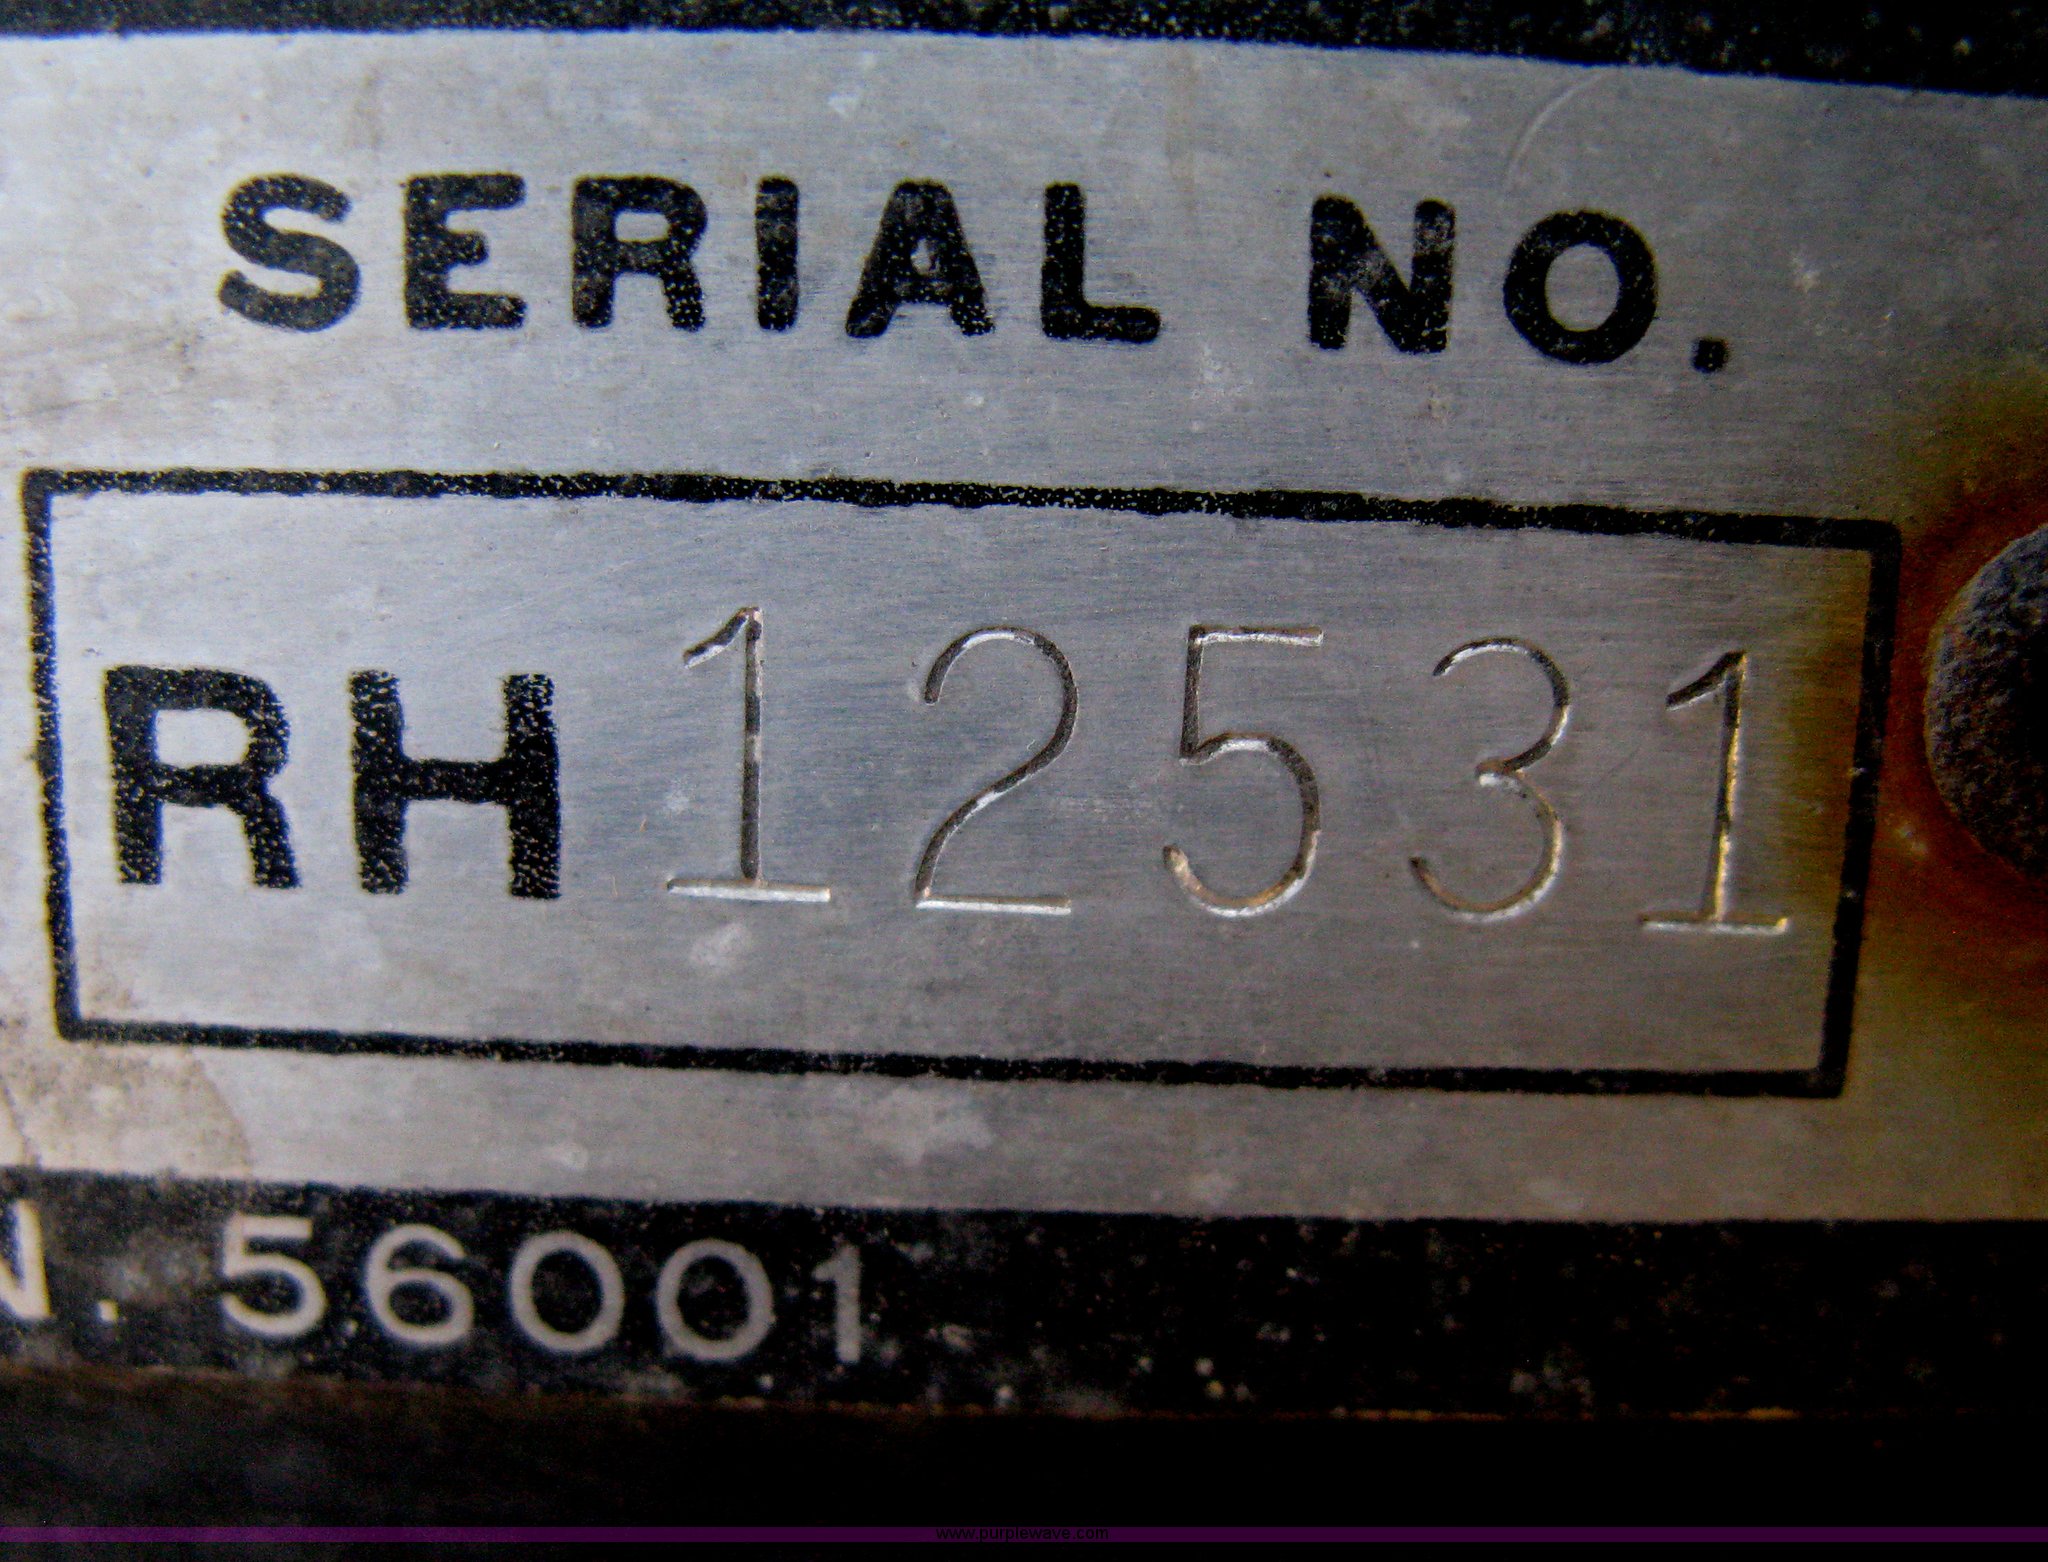 SERIAL NO.
RH 12531
N. 56001
www.purplewave.com